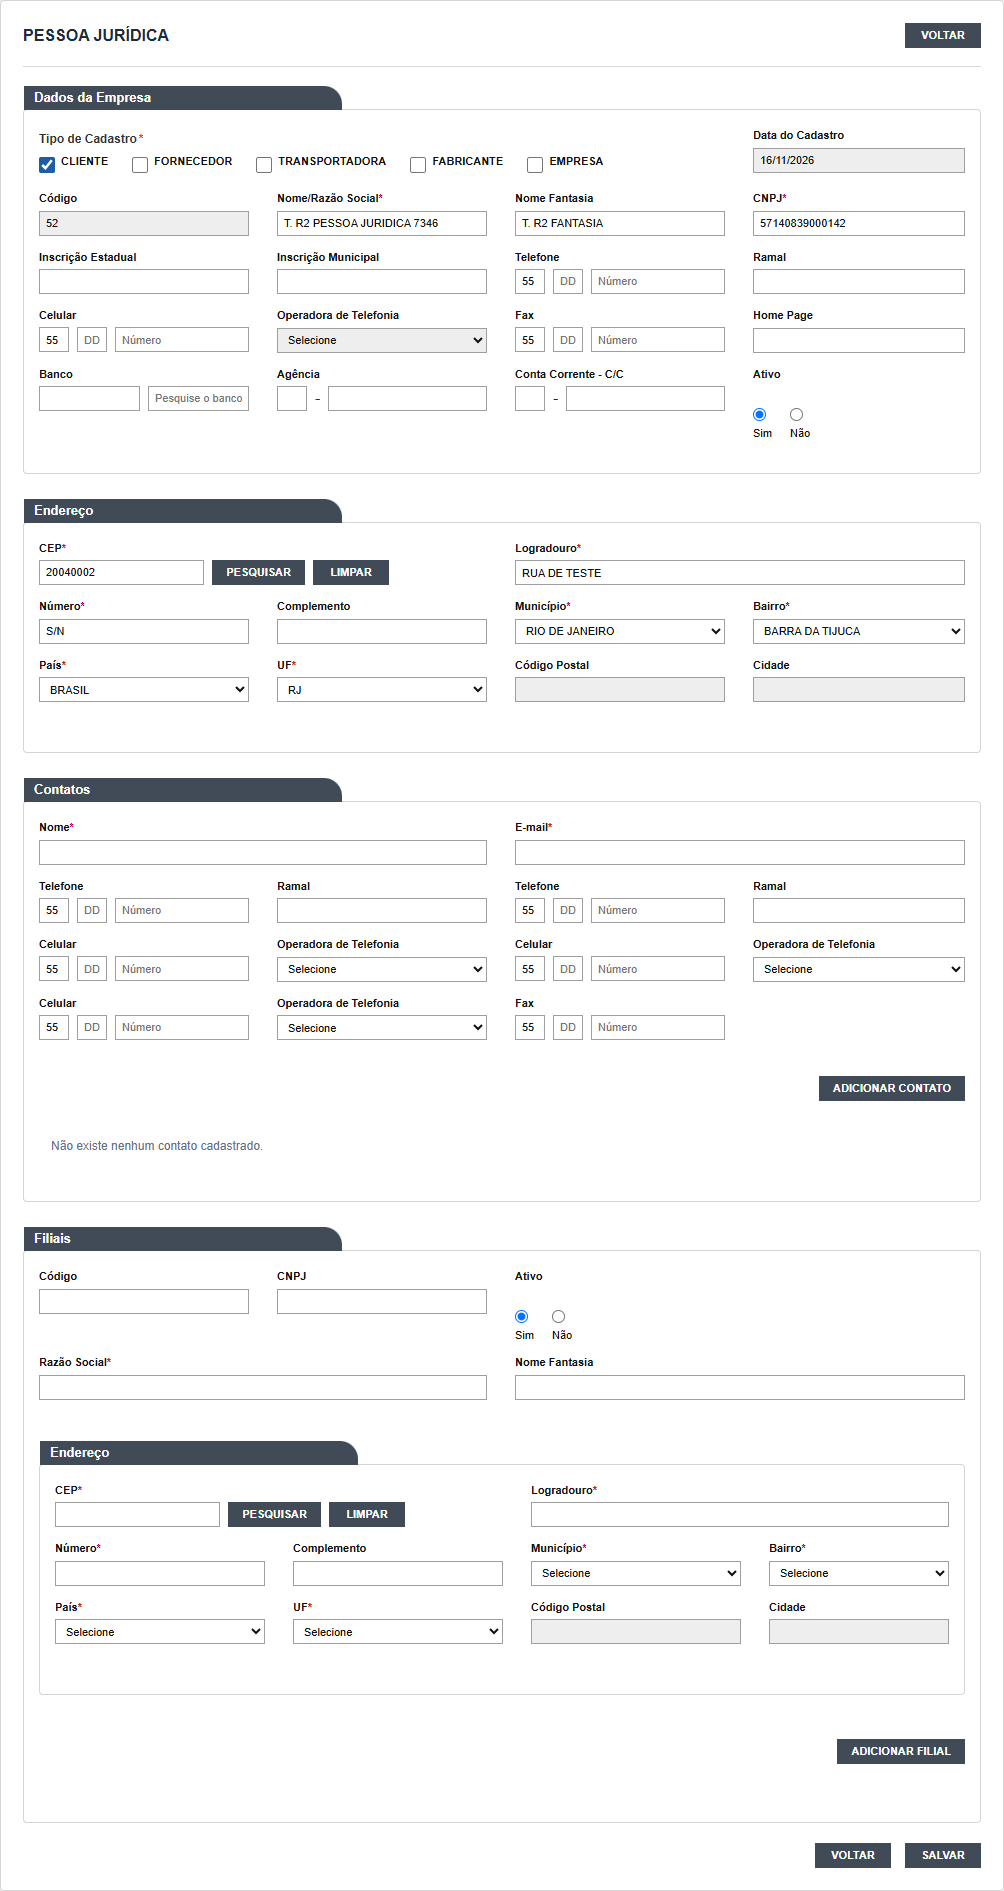 PESSOA JURÍDICA
VOLTAR
Dados da Empresa
Tipo de Cadastro*
Data do Cadastro
CLIENTE FORNECEDOR TRANSPORTADORA FABRICANTE EMPRESA
16/11/2026
Código Nome/Razão Social* Nome Fantasia CNPJ*
52 T. R2 PESSOA JURIDICA 7346 T. R2 FANTASIA 57140839000142
Inscrição Estadual Inscrição Municipal Telefone Ramal
55 DD Número
Celular Operadora de Telefonia Fax Home Page
55 DD Número Selecione 55 DD Número
Banco Agência Conta Corrente - C/C Ativo
Pesquise o banco - -
Sim Não
Endereço
CEP* Logradouro*
20040002 PESQUISAR LIMPAR RUA DE TESTE
Número* Complemento Município* Bairro*
S/N RIO DE JANEIRO BARRA DA TIJUCA
País* UF* Código Postal Cidade
BRASIL RJ
Contatos
Nome* E-mail*
Telefone Ramal Telefone Ramal
55 DD Número 55 DD Número
Celular Operadora de Telefonia Celular Operadora de Telefonia
55 DD Número Selecione 55 DD Número Selecione
Celular Operadora de Telefonia Fax
55 DD Número Selecione 55 DD Número
ADICIONAR CONTATO
Não existe nenhum contato cadastrado.
Filiais
Código CNPJ Ativo
Sim Não
Razão Social* Nome Fantasia
Endereço
CEP* Logradouro*
PESQUISAR LIMPAR
Número* Complemento Município* Bairro*
Selecione Selecione
País* UF* Código Postal Cidade
Selecione Selecione
ADICIONAR FILIAL
VOLTAR SALVAR